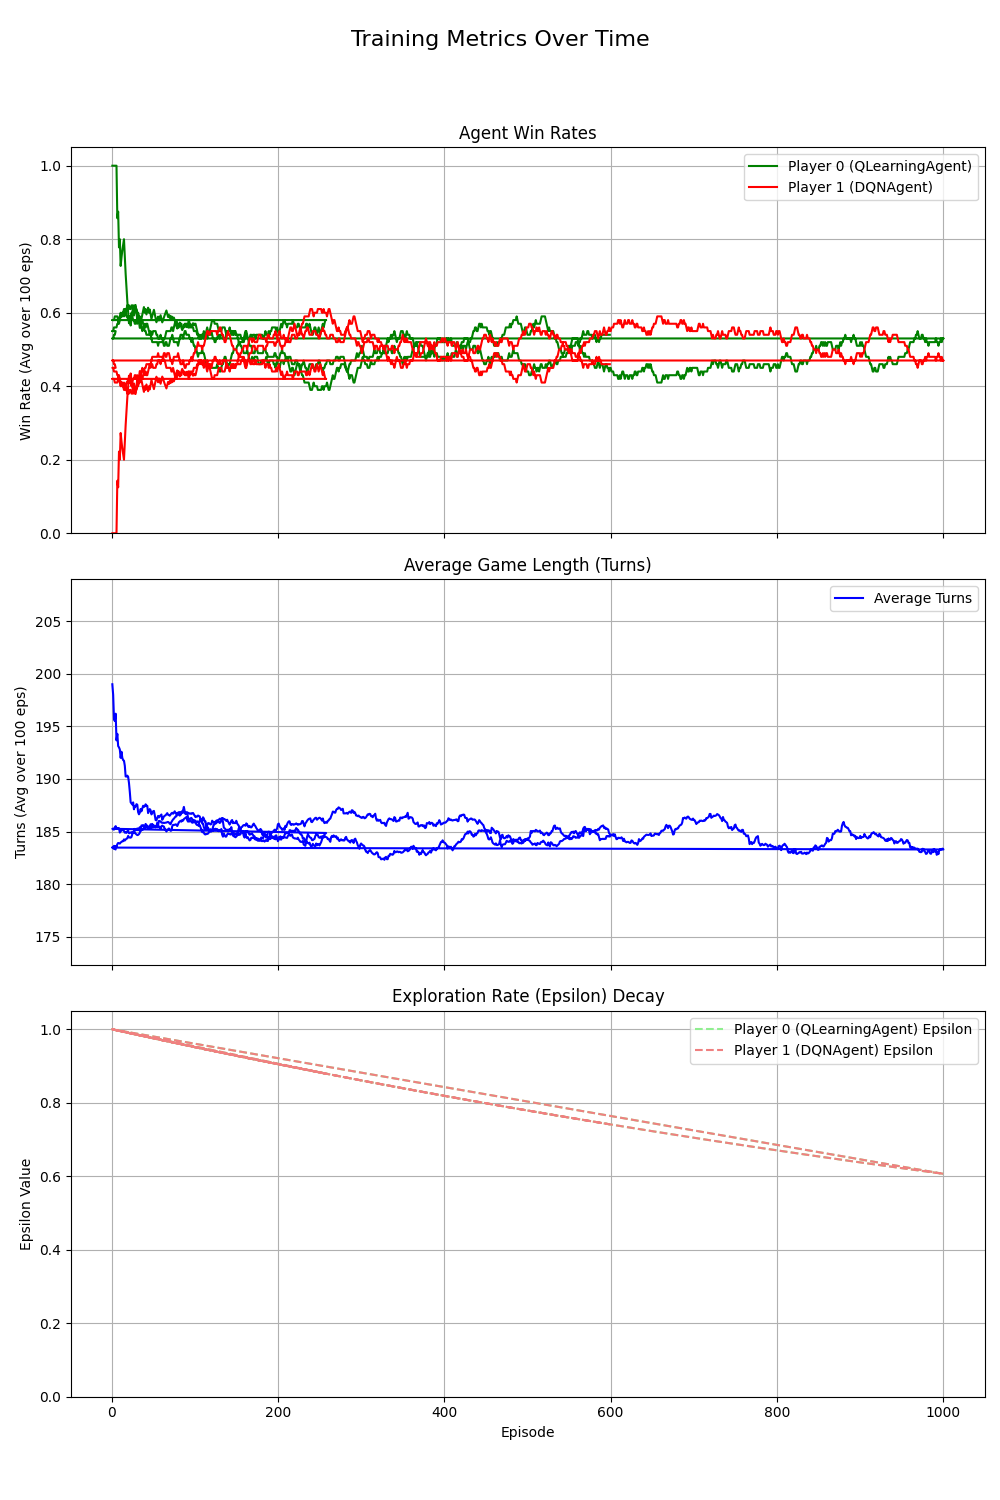 Training Metrics Over Time
Agent Win Rates
Win Rate (Avg over 100 eps)
1.0
0.8
0.6
0.4
0.2
0.0
Player 0 (QLearningAgent)
Player 1 (DQNAgent)
Average Game Length (Turns)
Turns (Avg over 100 eps)
205
200
195
190
185
180
175
Average Turns
Exploration Rate (Epsilon) Decay
Epsilon Value
1.0
0.8
0.6
0.4
0.2
0.0
Player 0 (QLearningAgent) Epsilon
Player 1 (DQNAgent) Epsilon
0 200 400 600 800 1000
Episode